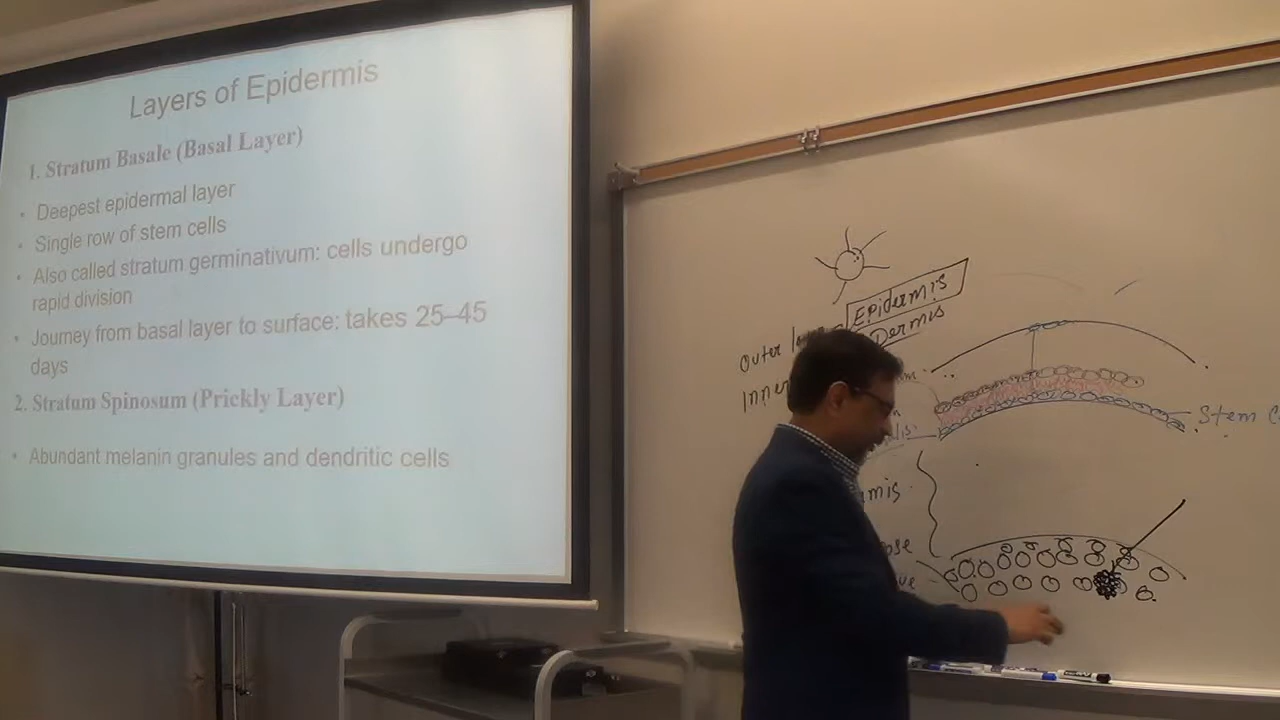 Layers of Epidermis
1. Stratum Basale (Basal Layer)
• Deepest epidermal layer
• Single row of stem cells
• Also called stratum germinativum: cells undergo
rapid division
• Journey from basal layer to surface: takes 25–45
days
2. Stratum Spinosum (Prickly Layer)
• Abundant melanin granules and dendritic cells
Epidermis
Dermis
Outer
Inner
Stem